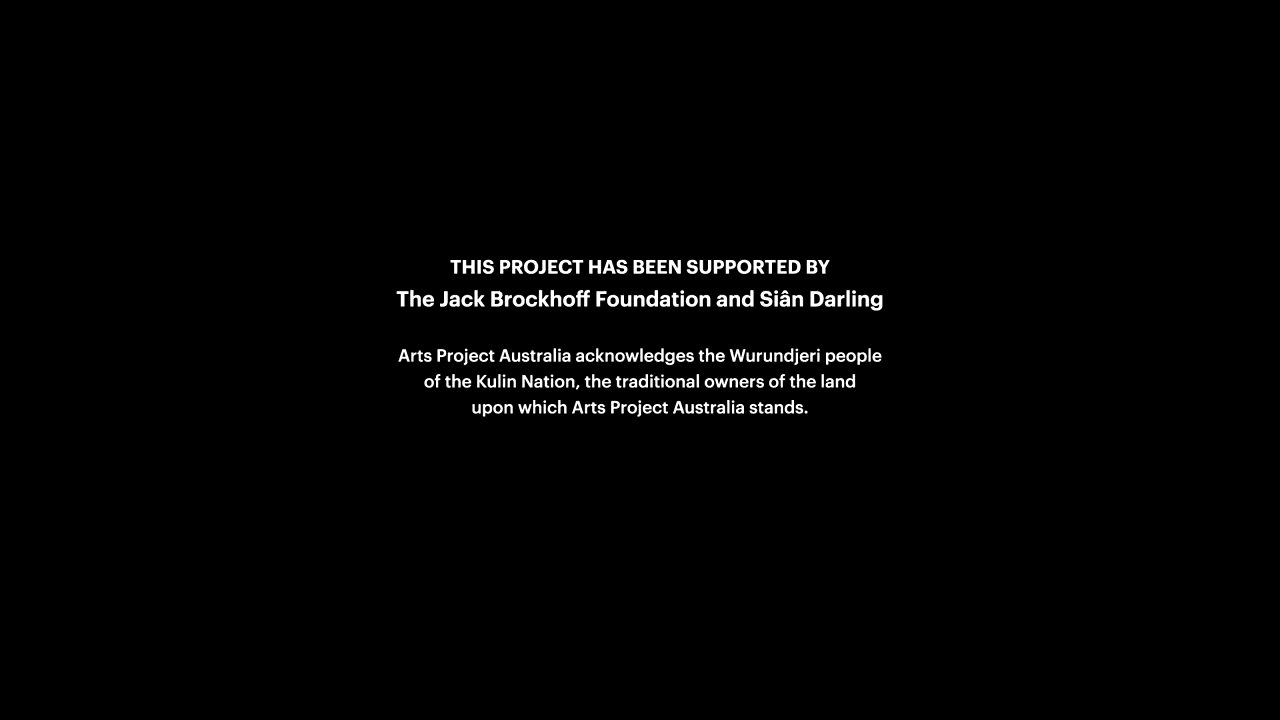 THIS PROJECT HAS BEEN SUPPORTED BY
The Jack Brockhoff Foundation and Siân Darling
Arts Project Australia acknowledges the Wurundjeri people
of the Kulin Nation, the traditional owners of the land
upon which Arts Project Australia stands.